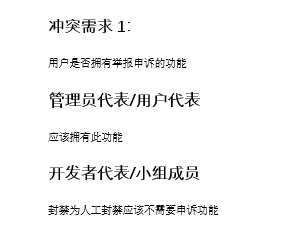 冲突需求 1:
用户是否拥有举报申诉的功能
管理员代表/用户代表
应该拥有此功能
开发者代表/小组成员
封禁为人工封禁应该不需要申诉功能